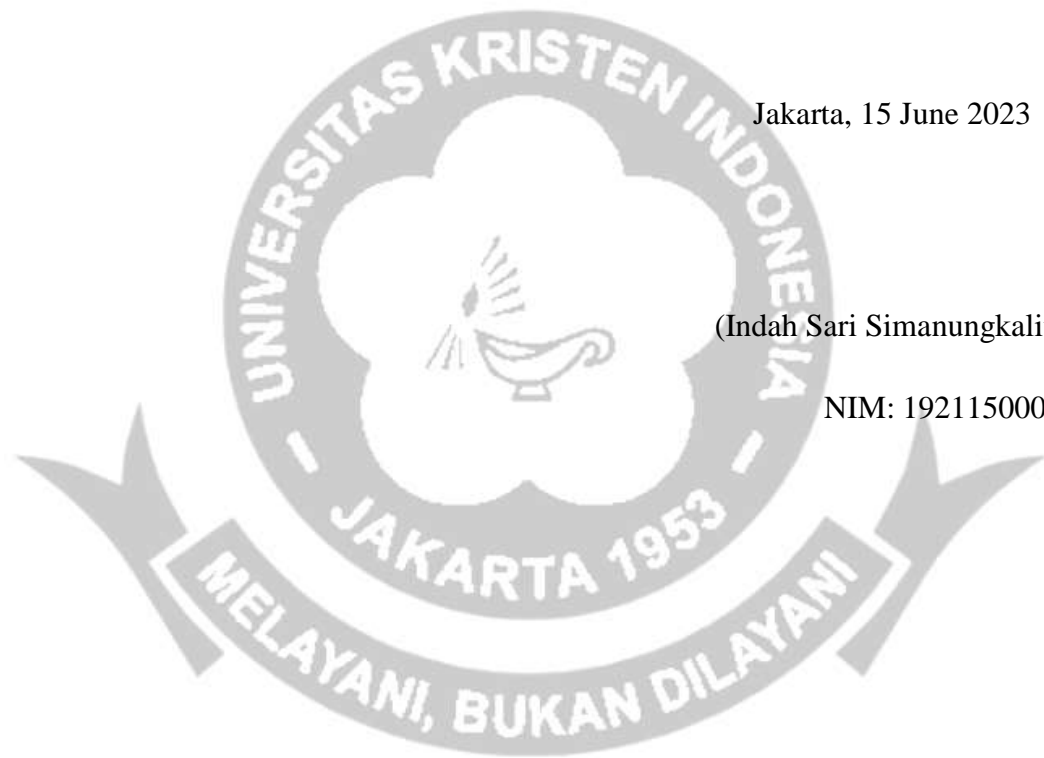 UNIVERSITAS KRISTEN INDONESIA
Jakarta, 15 June 2023
(Indah Sari Simanungkali
NIM: 192115000
- JAKARTA 1953 -
MELAYANI, BUKAN DILAYANI